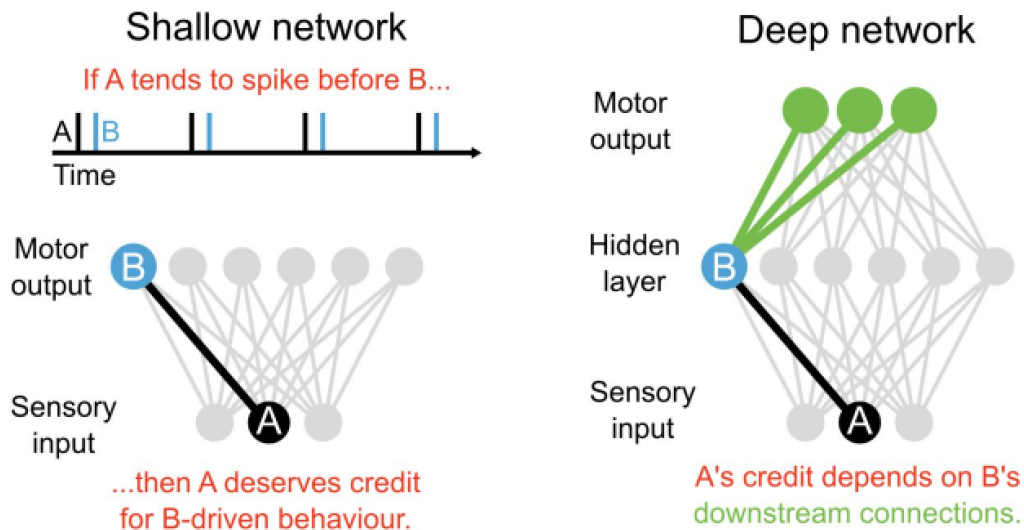 Shallow network
If A tends to spike before B...
A
B
Time
Motor
output
B
Sensory
input
A
...then A deserves credit
for B-driven behaviour.
Deep network
Motor
output
Hidden
layer
B
Sensory
input
A
A's credit depends on B's
downstream connections.